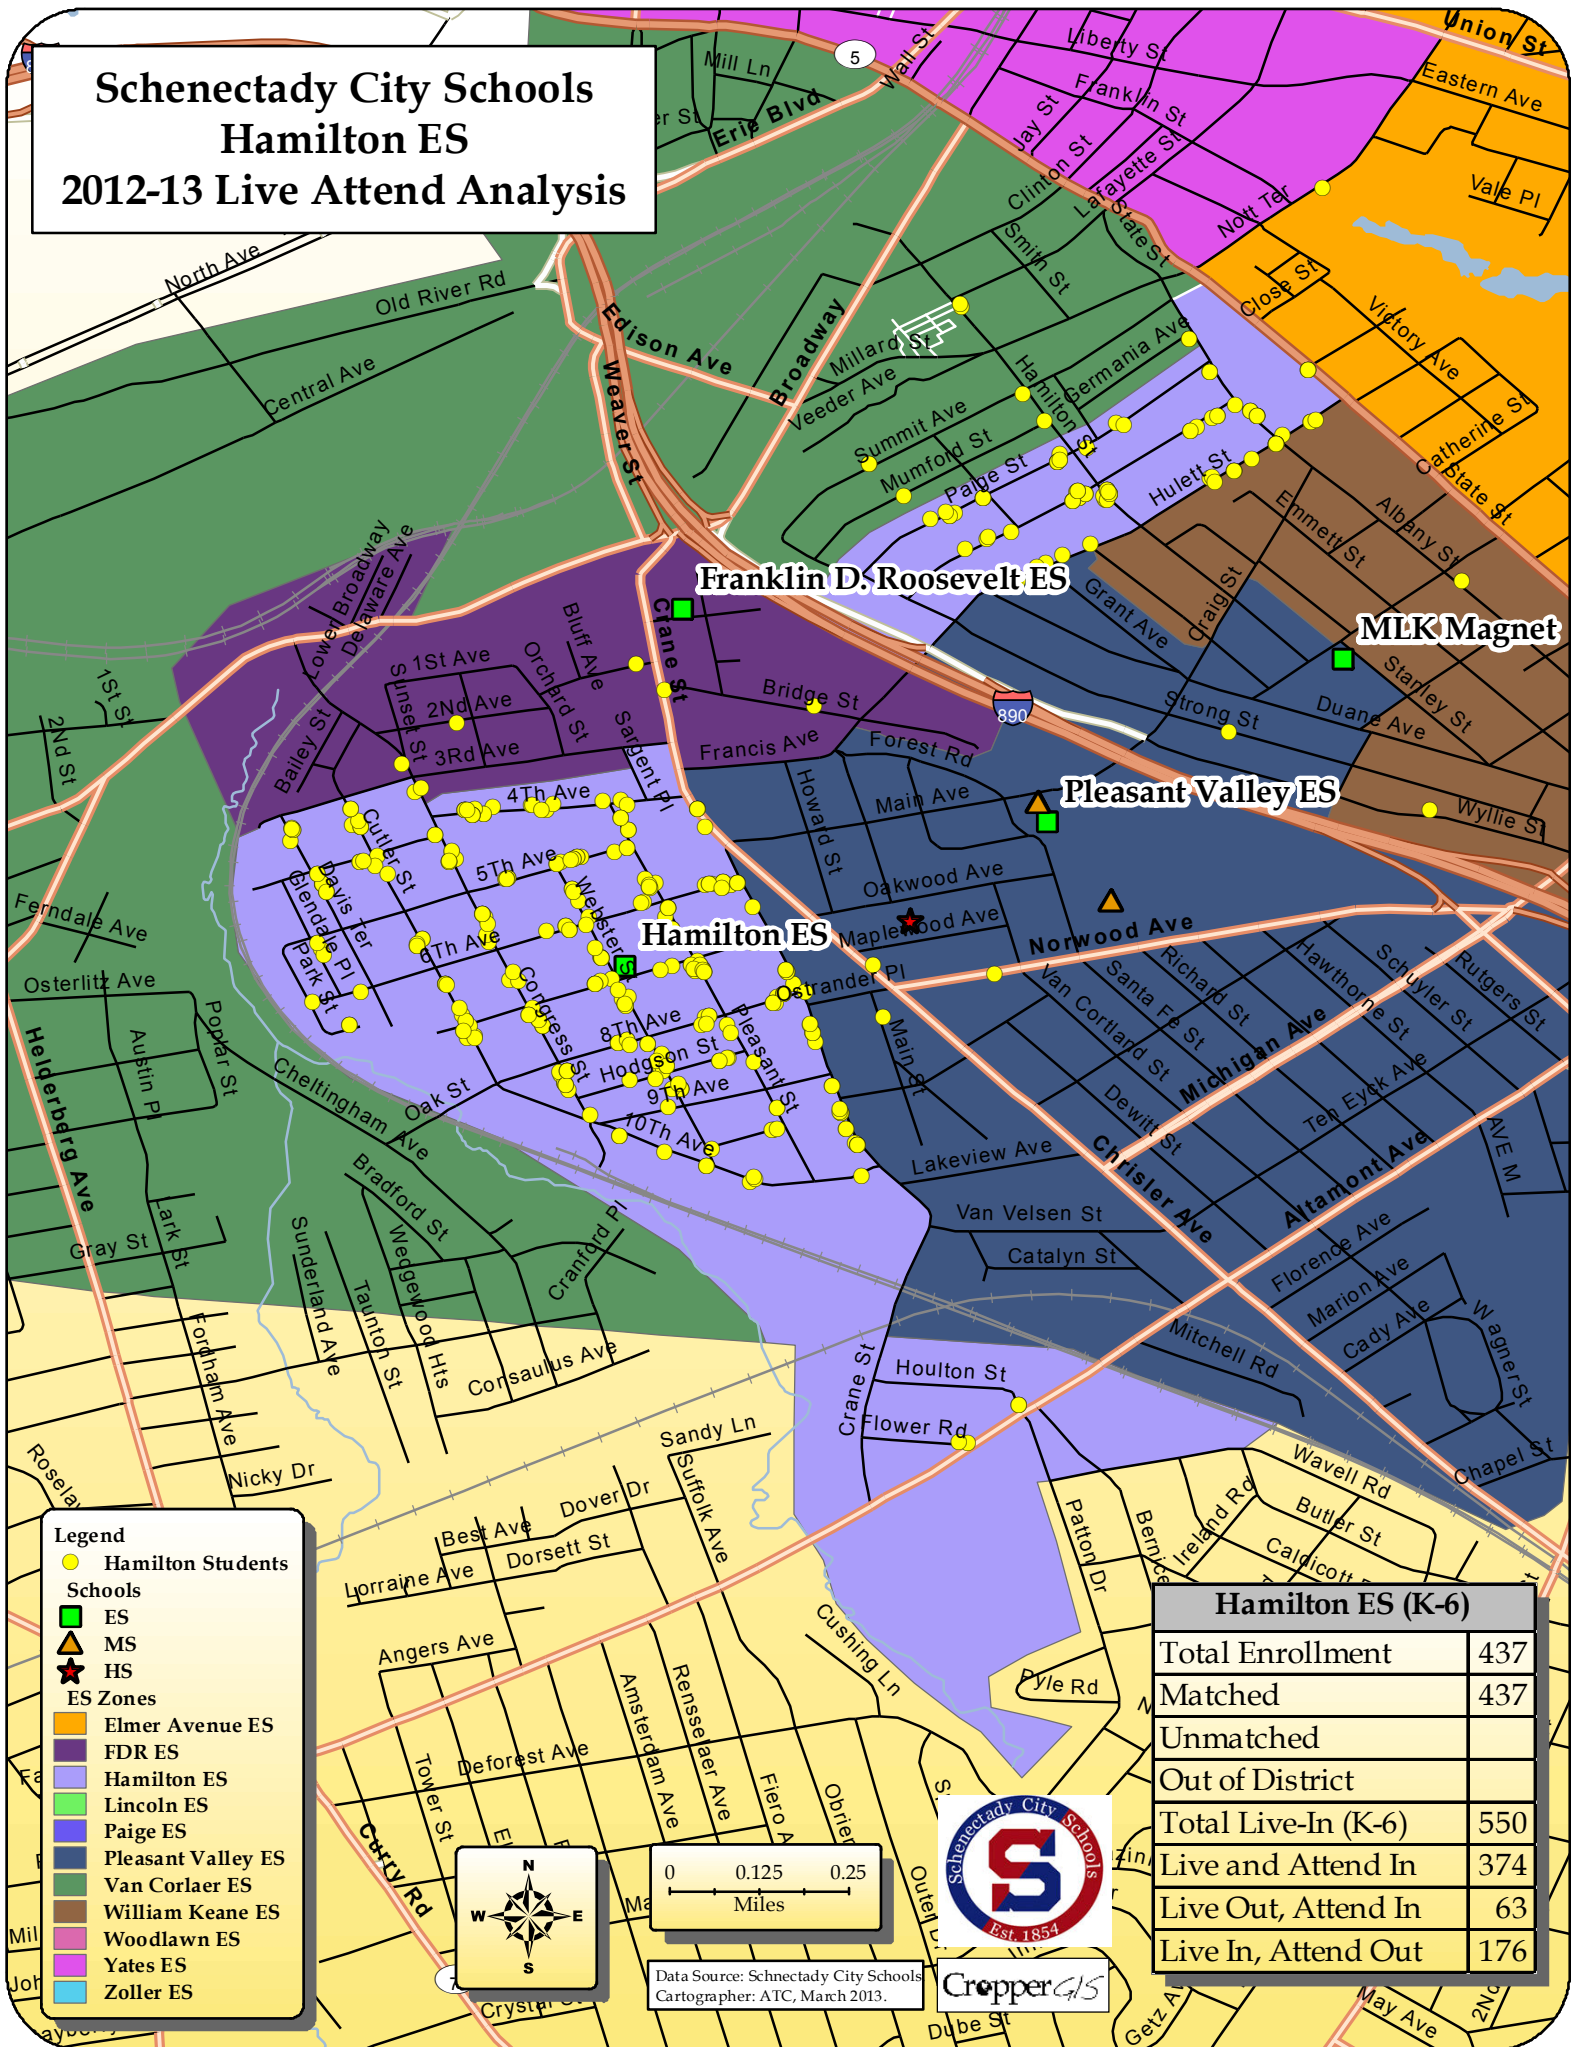 Schenectady City Schools
Hamilton ES
2012-13 Live Attend Analysis
5
Union St
Liberty St
Wall St
Mill Ln
Eastern Ave
Franklin St
Erie Blvd
Jay St
Clinton St
Lafayette St
Vale Pl
Nott Ter
State St
North Ave
Smith St
Old River Rd
Close St
Victory Ave
Edison Ave
Broadway
Millard St
Germania Ave
Weaver St
Central Ave
Veeder Ave
Hamilton St
Summit Ave
Catherine St
Mumford St
Paige St
Hulett St
State St
Emmett St
Albany St
Lower Broadway
Delaware Ave
Franklin D. Roosevelt ES
Crane St
Grant Ave
Craig St
MLK Magnet
Bluff Ave
Orchard St
1St Ave
Sunset St
1St St
2Nd Ave
Bridge St
890
Strong St
Stanley St
Duane Ave
2Nd St
Bailey St
3Rd Ave
Sargent Pl
Francis Ave
Forest Rd
Howard St
4Th Ave
Main Ave
Pleasant Valley ES
Wyllie St
Cutler St
5Th Ave
Oakwood Ave
Davis Ter
Glendale Pl
Webster St
Ferndale Ave
Hamilton ES
Maplewood Ave
Norwood Ave
6Th Ave
Park St
Hawthorne St
Schuyler St
Rutgers St
Osterlitz Ave
Congress St
Ostrander Pl
Van Cortland St
Santa Fe St
Richard St
Helderberg Ave
Austin Pl
Poplar St
8Th Ave
Pleasant St
Main St
Michigan Ave
Hodgson St
9Th Ave
Cheltingham Ave
Oak St
10Th Ave
Dewitt St
Ten Eyck Ave
AVE M
Lakeview Ave
Chrisler Ave
Altamont Ave
Bradford St
Lark St
Gray St
Van Velsen St
Catalyn St
Florence Ave
Sunderland Ave
Taunton St
Wedgewood Hts
Cranford Pl
Marion Ave
Cady Ave
Wagner St
Mitchell Rd
Fordham Ave
Consaulus Ave
Crane St
Houlton St
Flower Rd
Sandy Ln
Nicky Dr
Suffolk Ave
Dover Dr
Best Ave
Dorsett St
Lorraine Ave
Wavell Rd
Chapel St
Butler St
Ireland Rd
Patton Dr
Bernice
Cushing Ln
Angers Ave
Pyle Rd
Amsterdam Ave
Rensselaer Ave
Deforest Ave
Tower St
Curry Rd
7
Crystal St
Dube St
Getz Av
May Ave
Legend
Hamilton Students
Schools
ES
MS
HS
ES Zones
Elmer Avenue ES
FDR ES
Hamilton ES
Lincoln ES
Paige ES
Pleasant Valley ES
Van Corlaer ES
William Keane ES
Woodlawn ES
Yates ES
Zoller ES
N
W E
S
0 0.125 0.25
Miles
Data Source: Schnectady City Schools
Cartographer: ATC, March 2013.
Schenectady City Schools
S
Est. 1854
Cropper GIS
Hamilton ES (K-6)
Total Enrollment 437
Matched 437
Unmatched
Out of District
Total Live-In (K-6) 550
Live and Attend In 374
Live Out, Attend In 63
Live In, Attend Out 176